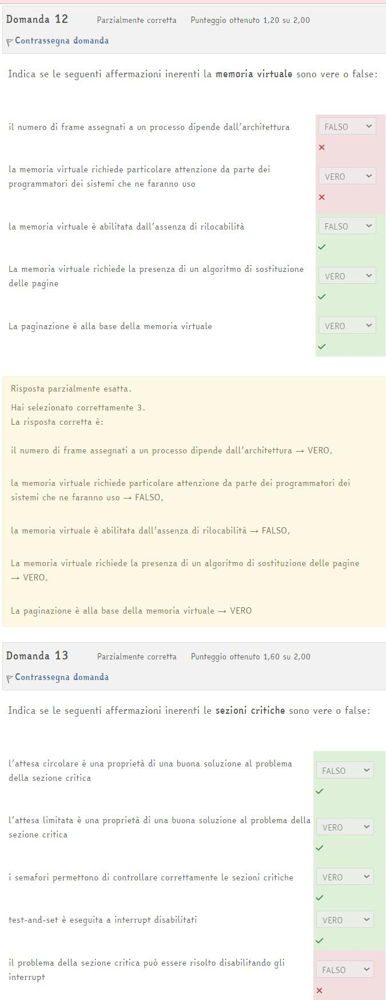 Domanda 12 Parzialmente corretta Punteggio ottenuto 1,20 su 2,00
Contrassegna domanda
Indica se le seguenti affermazioni inerenti la memoria virtuale sono vere o false:
il numero di frame assegnati a un processo dipende dall'architettura
FALSO
la memoria virtuale richiede particolare attenzione da parte dei
programmatori dei sistemi che ne faranno uso
VERO
la memoria virtuale è abilitata dall'assenza di rilocabilità
FALSO
La memoria virtuale richiede la presenza di un algoritmo di sostituzione
delle pagine
VERO
La paginazione è alla base della memoria virtuale
VERO
Risposta parzialmente esatta.
Hai selezionato correttamente 3.
La risposta corretta è:
il numero di frame assegnati a un processo dipende dall'architettura → VERO,
la memoria virtuale richiede particolare attenzione da parte dei programmatori dei
sistemi che ne faranno uso → FALSO,
la memoria virtuale è abilitata dall'assenza di rilocabilità → FALSO,
La memoria virtuale richiede la presenza di un algoritmo di sostituzione delle pagine
→ VERO,
La paginazione è alla base della memoria virtuale → VERO
Domanda 13 Parzialmente corretta Punteggio ottenuto 1,60 su 2,00
Contrassegna domanda
Indica se le seguenti affermazioni inerenti le sezioni critiche sono vere o false:
l'attesa circolare è una proprietà di una buona soluzione al problema
della sezione critica
FALSO
l'attesa limitata è una proprietà di una buona soluzione al problema della
sezione critica
VERO
i semafori permettono di controllare correttamente le sezioni critiche
VERO
test-and-set è eseguita a interrupt disabilitati
VERO
il problema della sezione critica può essere risolto disabilitando gli
interrupt
FALSO